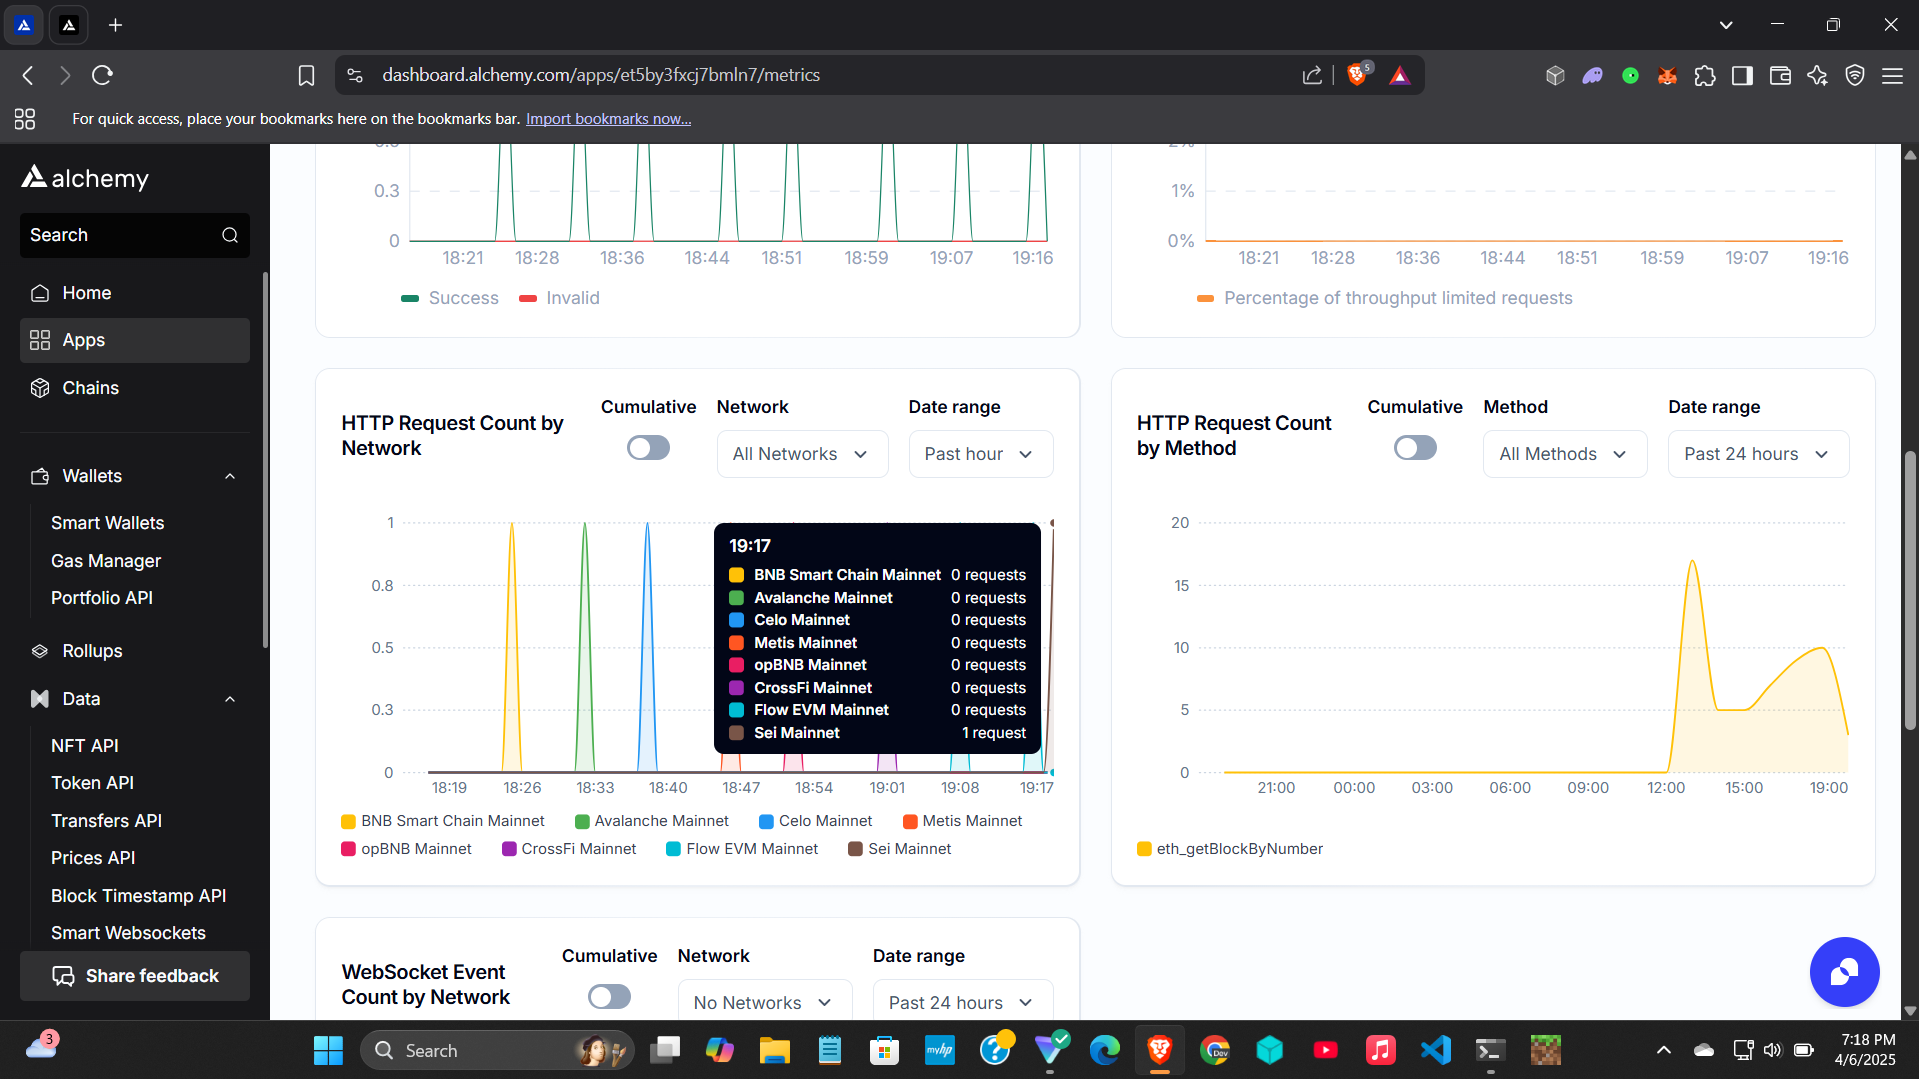 dashboard.alchemy.com/apps/et5by3fxcj7bmln7/metrics
5
For quick access, place your bookmarks here on the bookmarks bar. Import bookmarks now...
alchemy
Search
Home
Apps
Chains
Wallets
Smart Wallets
Gas Manager
Portfolio API
Rollups
Data
NFT API
Token API
Transfers API
Prices API
Block Timestamp API
Smart Websockets
Share feedback
0.3
0
18:21 18:28 18:36 18:44 18:51 18:59 19:07 19:16
Success Invalid
2%
1%
0%
18:21 18:28 18:36 18:44 18:51 18:59 19:07 19:16
Percentage of throughput limited requests
HTTP Request Count by
Network
Cumulative
Network
All Networks
Date range
Past hour
1
0.8
0.5
0.3
0
19:17
BNB Smart Chain Mainnet 0 requests
Avalanche Mainnet 0 requests
Celo Mainnet 0 requests
Metis Mainnet 0 requests
opBNB Mainnet 0 requests
CrossFi Mainnet 0 requests
Flow EVM Mainnet 0 requests
Sei Mainnet 1 request
18:19 18:26 18:33 18:40 18:47 18:54 19:01 19:08 19:17
BNB Smart Chain Mainnet Avalanche Mainnet Celo Mainnet Metis Mainnet
opBNB Mainnet CrossFi Mainnet Flow EVM Mainnet Sei Mainnet
HTTP Request Count
by Method
Cumulative
Method
All Methods
Date range
Past 24 hours
20
15
10
5
0
21:00 00:00 03:00 06:00 09:00 12:00 15:00 19:00
eth_getBlockByNumber
WebSocket Event
Count by Network
Cumulative
Network
No Networks
Date range
Past 24 hours
3
Search
myhp
Dev
7:18 PM
4/6/2025